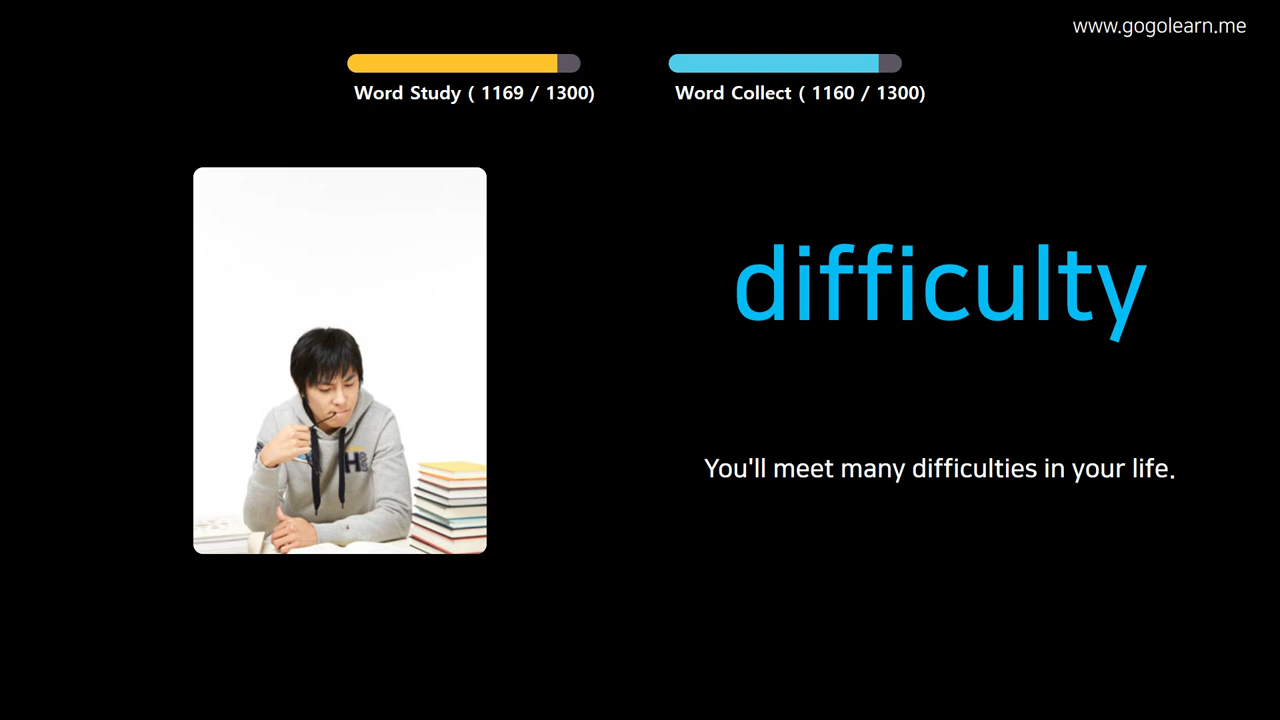 www.gogolearn.me
Word Study ( 1169 / 1300)
Word Collect ( 1160 / 1300)
difficulty
You'll meet many difficulties in your life.
H